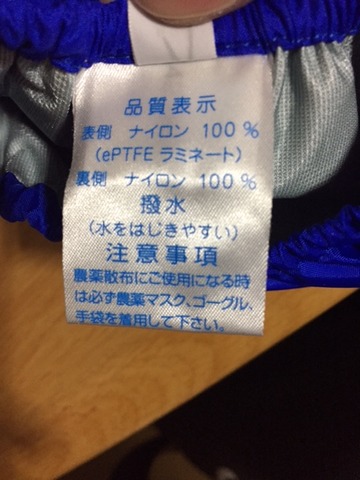 品質表示
表側 ナイロン 100%
(ePTFE ラミネート)
裏側 ナイロン 100%
撥水
(水をはじきやすい)
注意事項
農薬散布にご使用になる時
は必ず農薬マスク、ゴーグル、
手袋を着用して下さい。